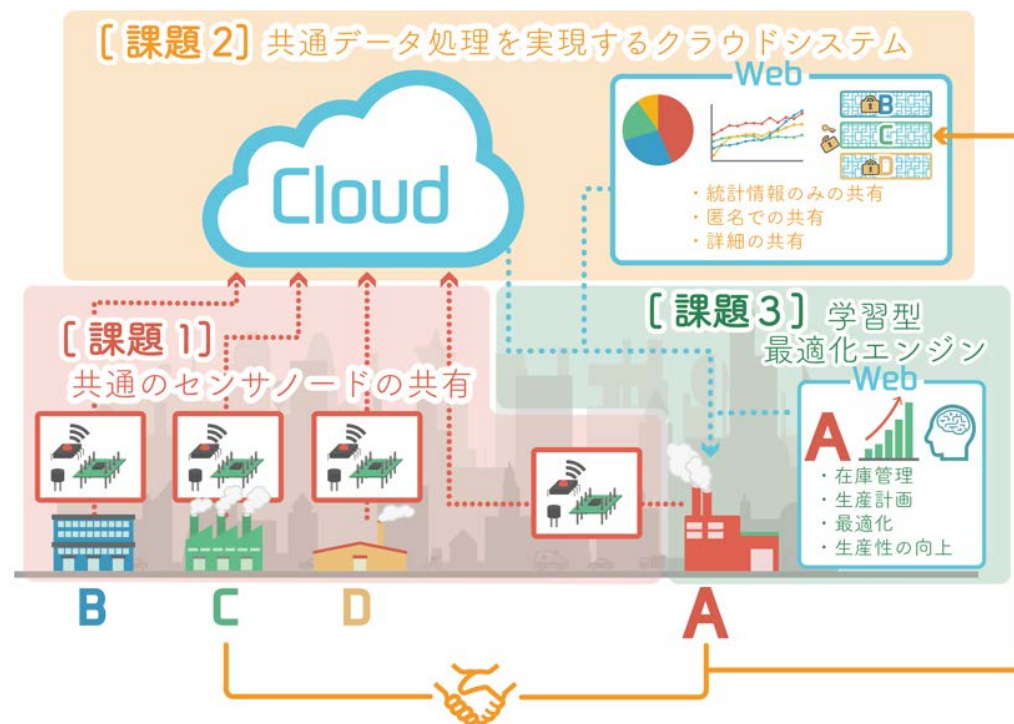 [ 課題 2] 共通データ処理を実現するクラウドシステム
Web
B
C
D
・統計情報のみの共有
・匿名での共有
・詳細の共有
Cloud
[ 課題 1]
共通のセンサノードの共有
[ 課題 3 ] 学習型
最適化エンジン
Web
A
・在庫管理
・生産計画
・最適化
・生産性の向上
B
C
D
A